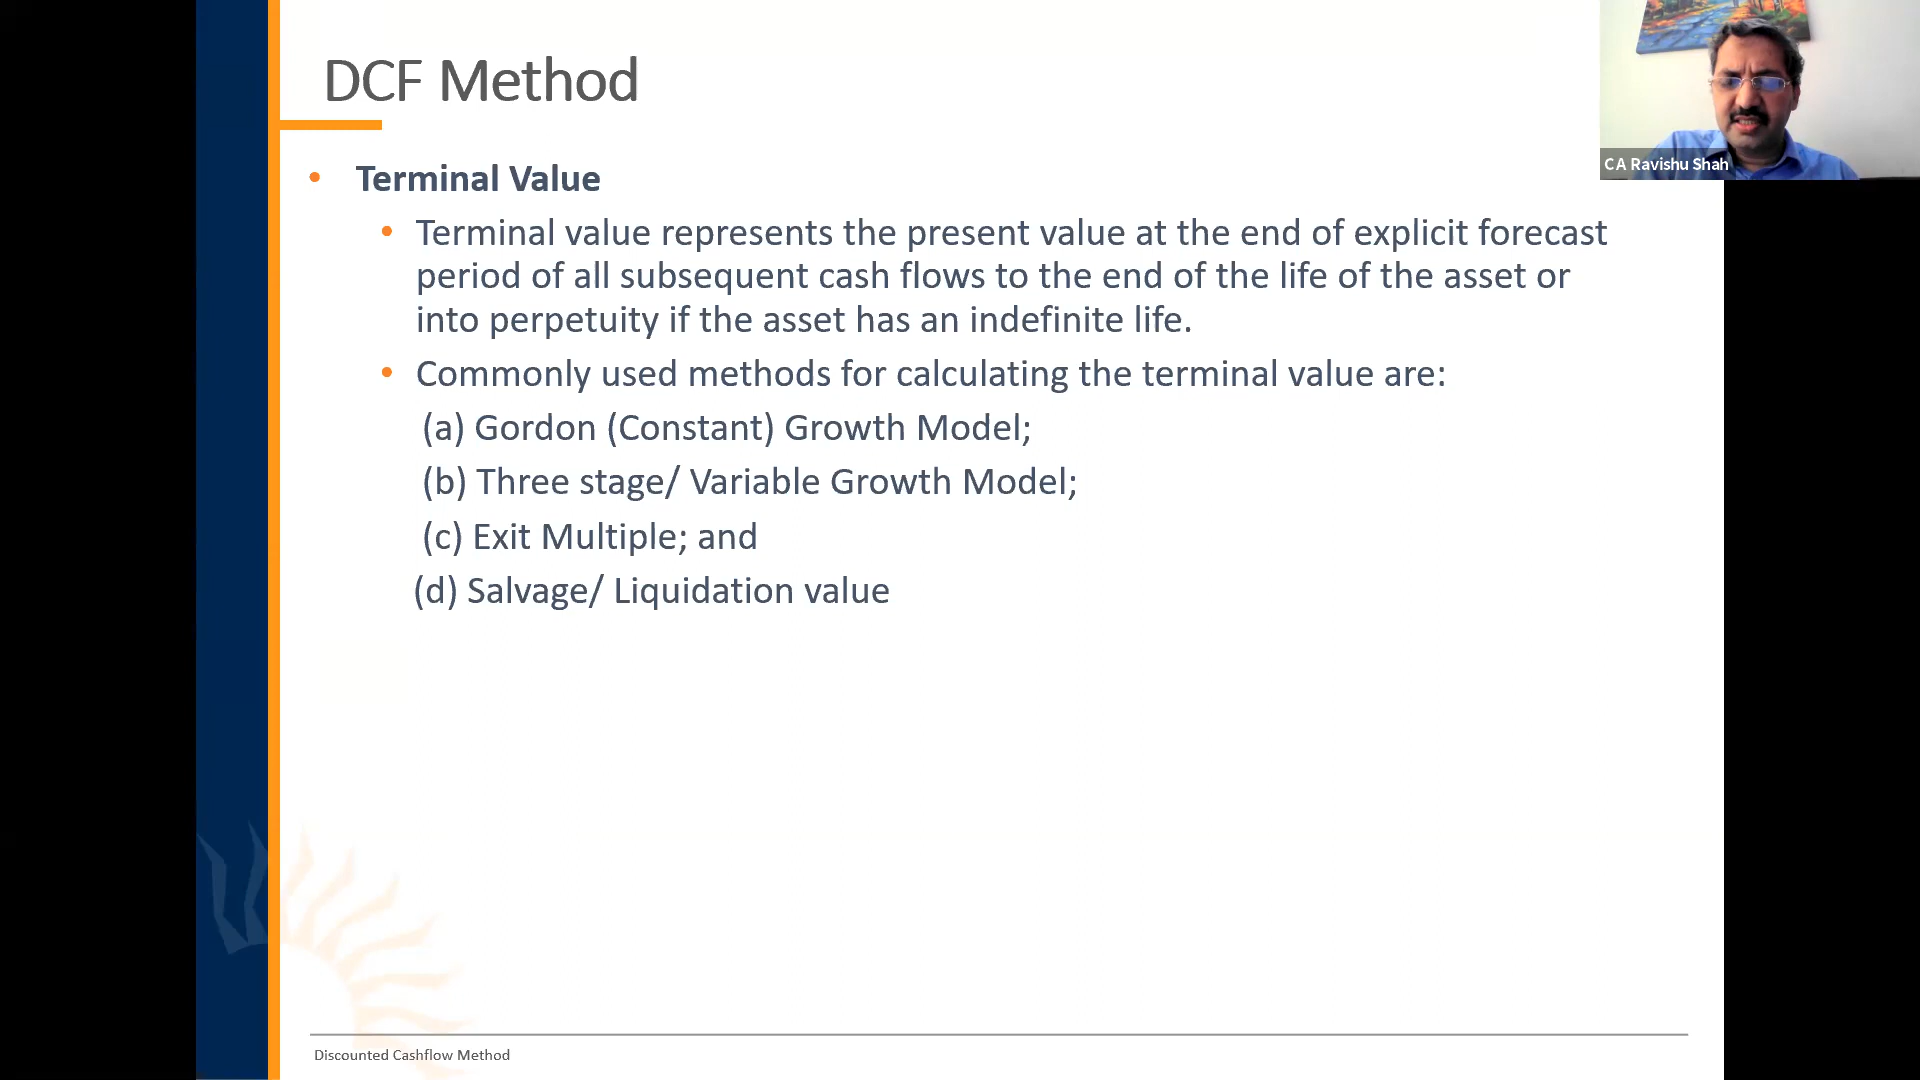 DCF Method
CA Ravishu Shah
• Terminal Value
• Terminal value represents the present value at the end of explicit forecast
period of all subsequent cash flows to the end of the life of the asset or
into perpetuity if the asset has an indefinite life.
• Commonly used methods for calculating the terminal value are:
(a) Gordon (Constant) Growth Model;
(b) Three stage/ Variable Growth Model;
(c) Exit Multiple; and
(d) Salvage/ Liquidation value
Discounted Cashflow Method